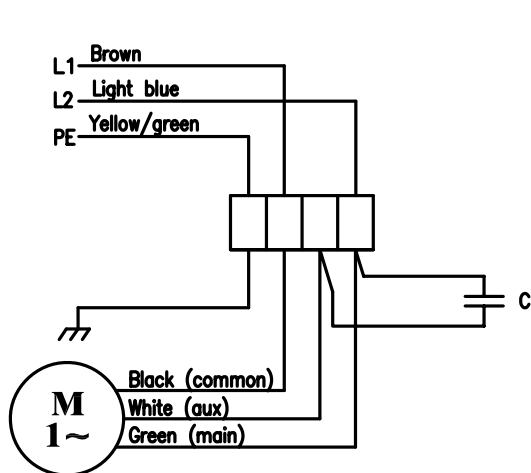 L1 Brown
L2 Light blue
PE Yellow/green
C
Black (common)
M
1~
White (aux)
Green (main)